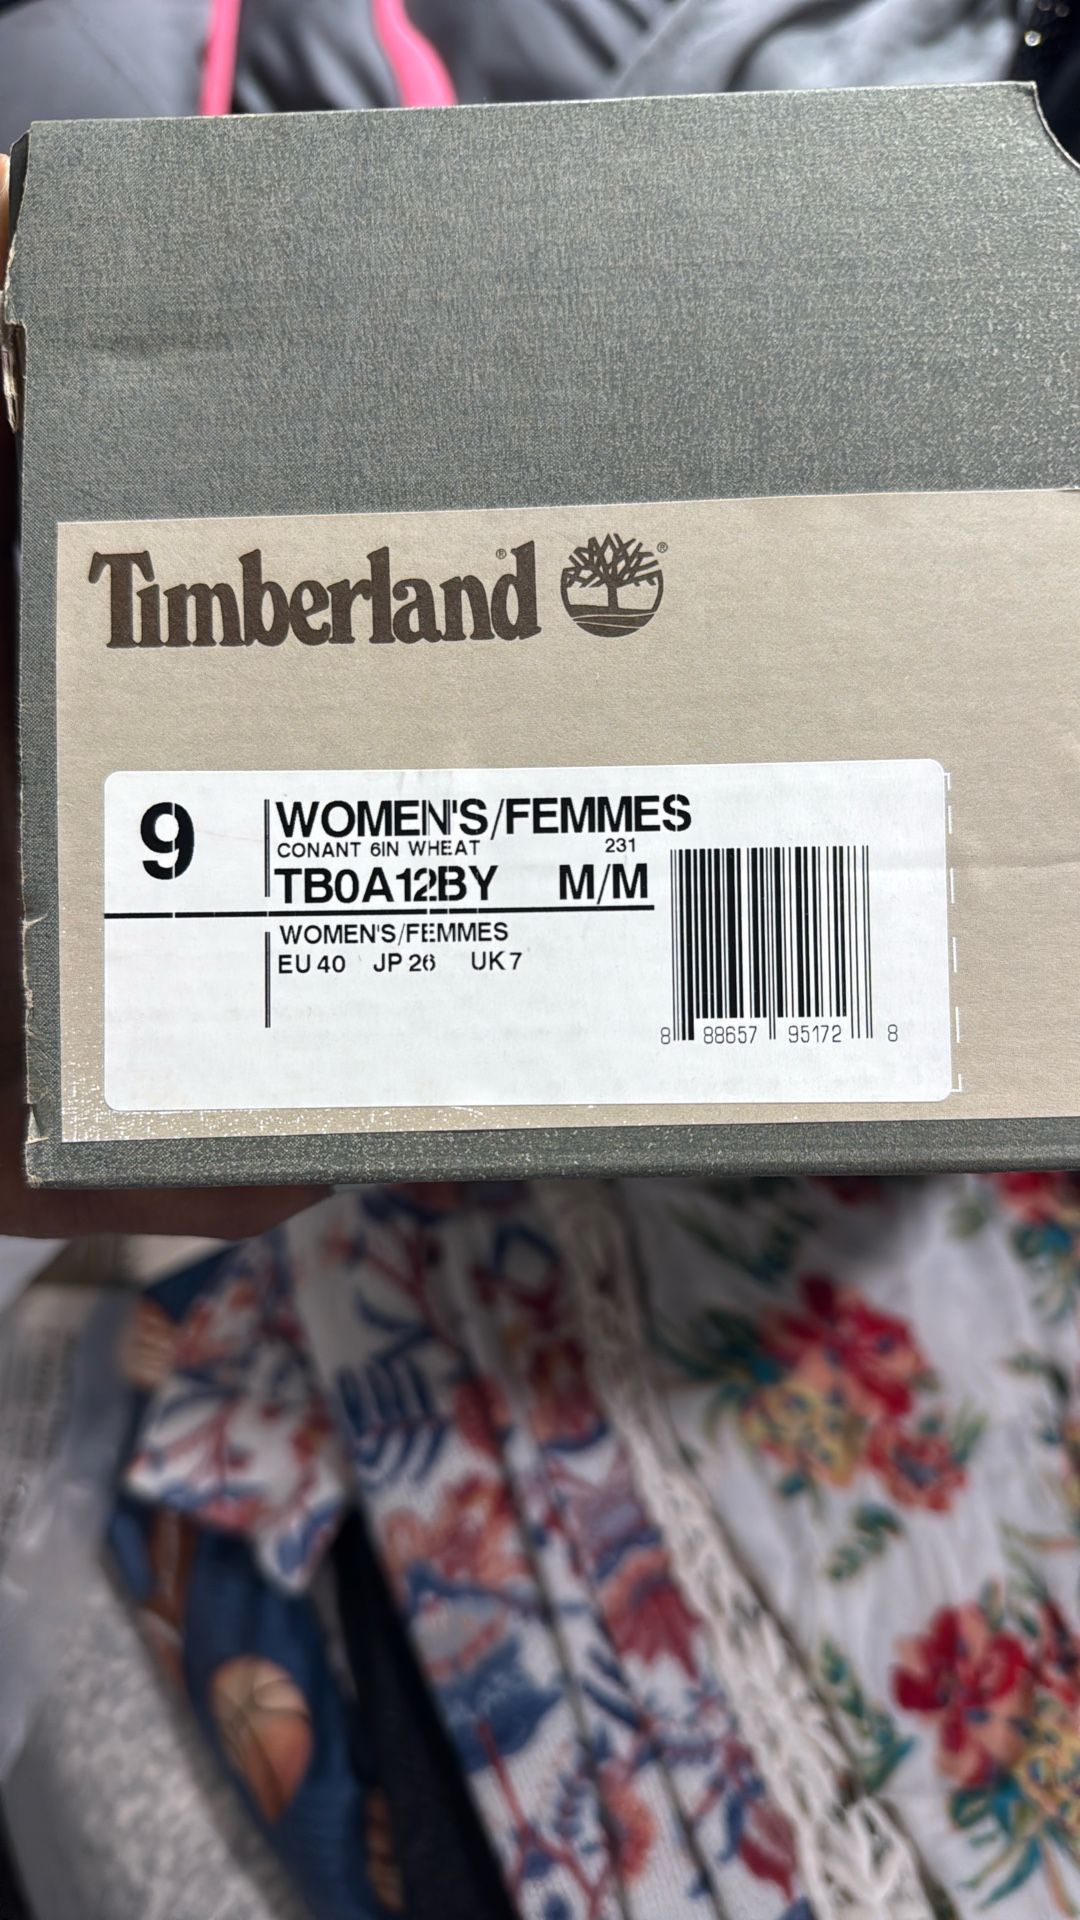 Timberland® ®
9
WOMEN'S/FEMMES
CONANT 6IN WHEAT 231
TB0A12BY M/M
WOMEN'S/FEMMES
EU 40 JP 26 UK 7
8 88657 95172 8